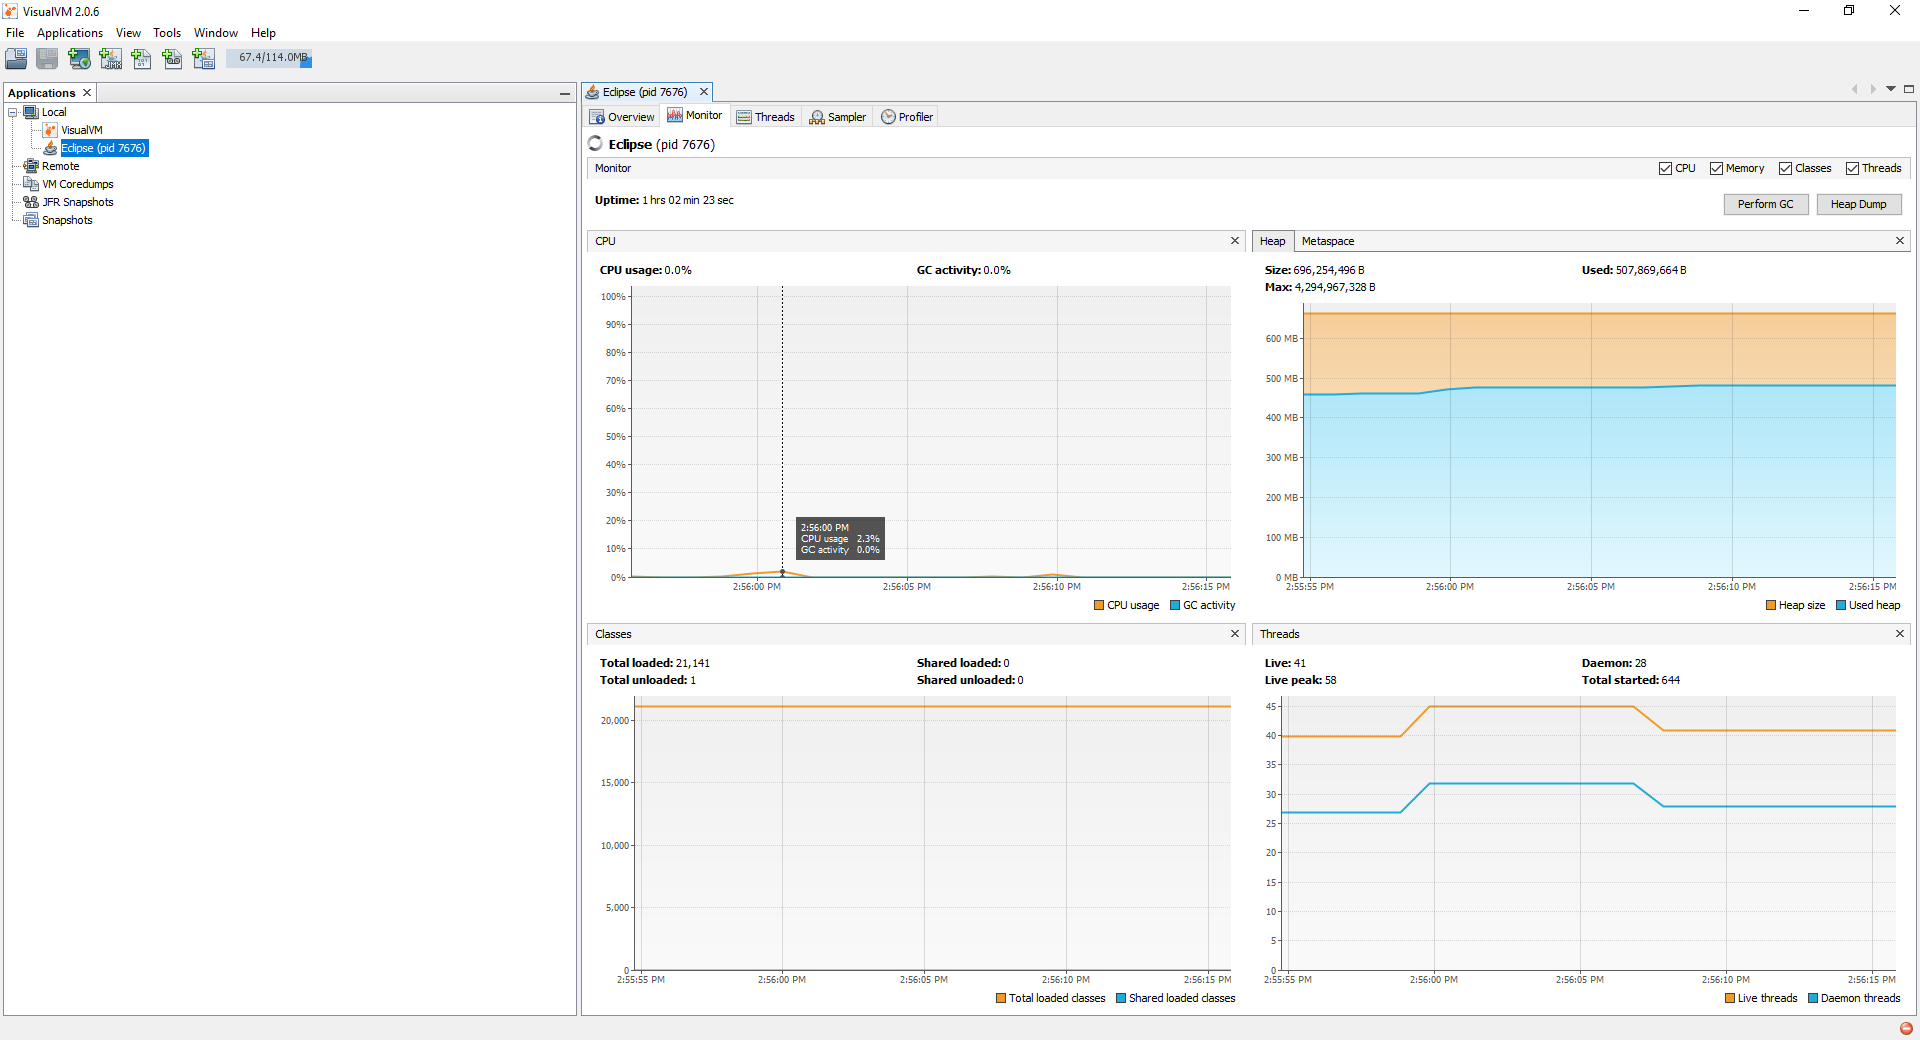 VisualVM 2.0.6
File Applications View Tools Window Help
67.4/114.0MB
Applications
Local
VisualVM
Eclipse (pid 7676)
Remote
VM Coredumps
JFR Snapshots
Snapshots
Eclipse (pid 7676)
Overview Monitor Threads Sampler Profiler
Eclipse (pid 7676)
Monitor
CPU Memory Classes Threads
Uptime: 1 hrs 02 min 23 sec
Perform GC Heap Dump
CPU
CPU usage: 0.0% GC activity: 0.0%
100%
90%
80%
70%
60%
50%
40%
30%
20%
10%
0%
2:56:00 PM
CPU usage 2.3%
GC activity 0.0%
2:56:00 PM 2:56:05 PM 2:56:10 PM 2:56:15 PM
CPU usage GC activity
Heap Metaspace
Size: 696,254,496 B Used: 507,869,664 B
Max: 4,294,967,328 B
600 MB
500 MB
400 MB
300 MB
200 MB
100 MB
0 MB
2:55:55 PM 2:56:00 PM 2:56:05 PM 2:56:10 PM 2:56:15 PM
Heap size Used heap
Classes
Total loaded: 21,141 Shared loaded: 0
Total unloaded: 1 Shared unloaded: 0
20,000
15,000
10,000
5,000
0
2:55:55 PM 2:56:00 PM 2:56:05 PM 2:56:10 PM 2:56:15 PM
Total loaded classes Shared loaded classes
Threads
Live: 41 Daemon: 28
Live peak: 58 Total started: 644
45
40
35
30
25
20
15
10
5
0
2:55:55 PM 2:56:00 PM 2:56:05 PM 2:56:10 PM 2:56:15 PM
Live threads Daemon threads